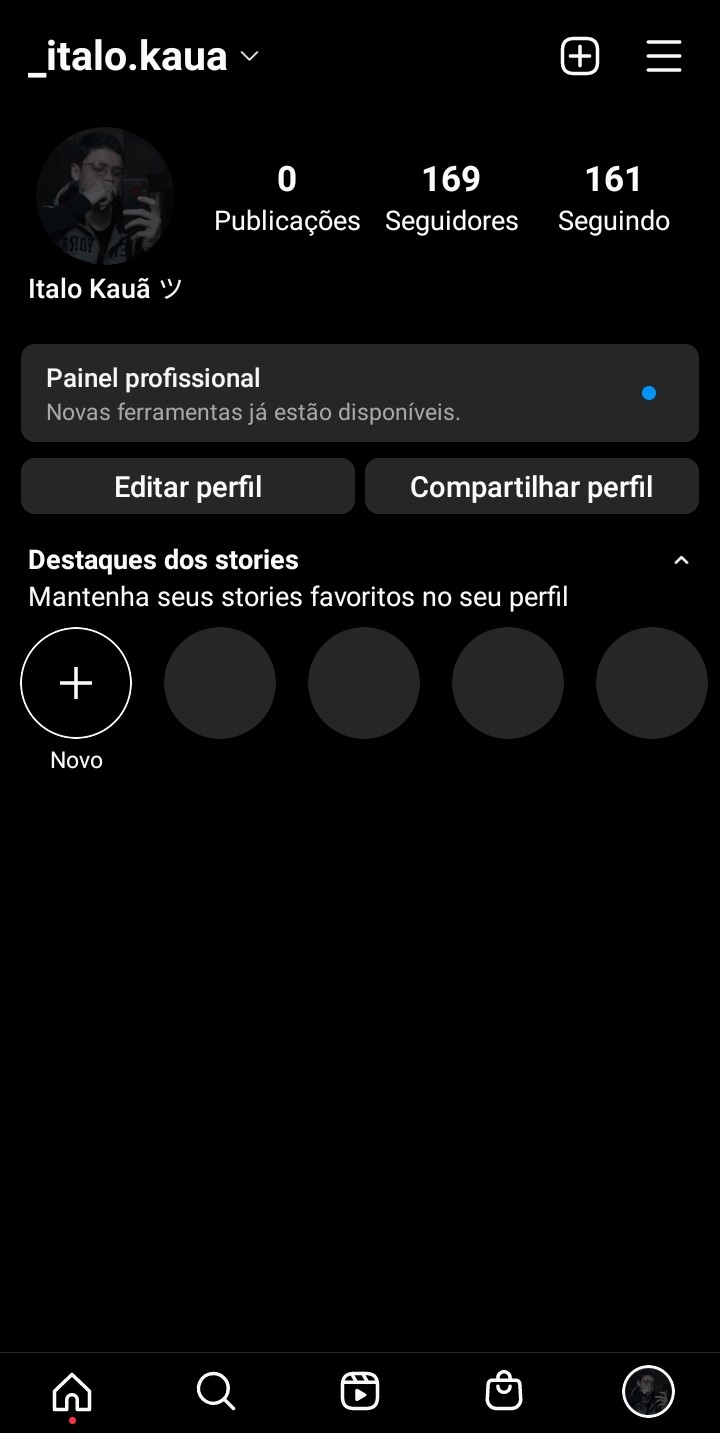 _italo.kaua
0 169 161
Publicações Seguidores Seguindo
Italo Kauã ツ
Painel profissional
Novas ferramentas já estão disponíveis.
Editar perfil Compartilhar perfil
Destaques dos stories
Mantenha seus stories favoritos no seu perfil
Novo